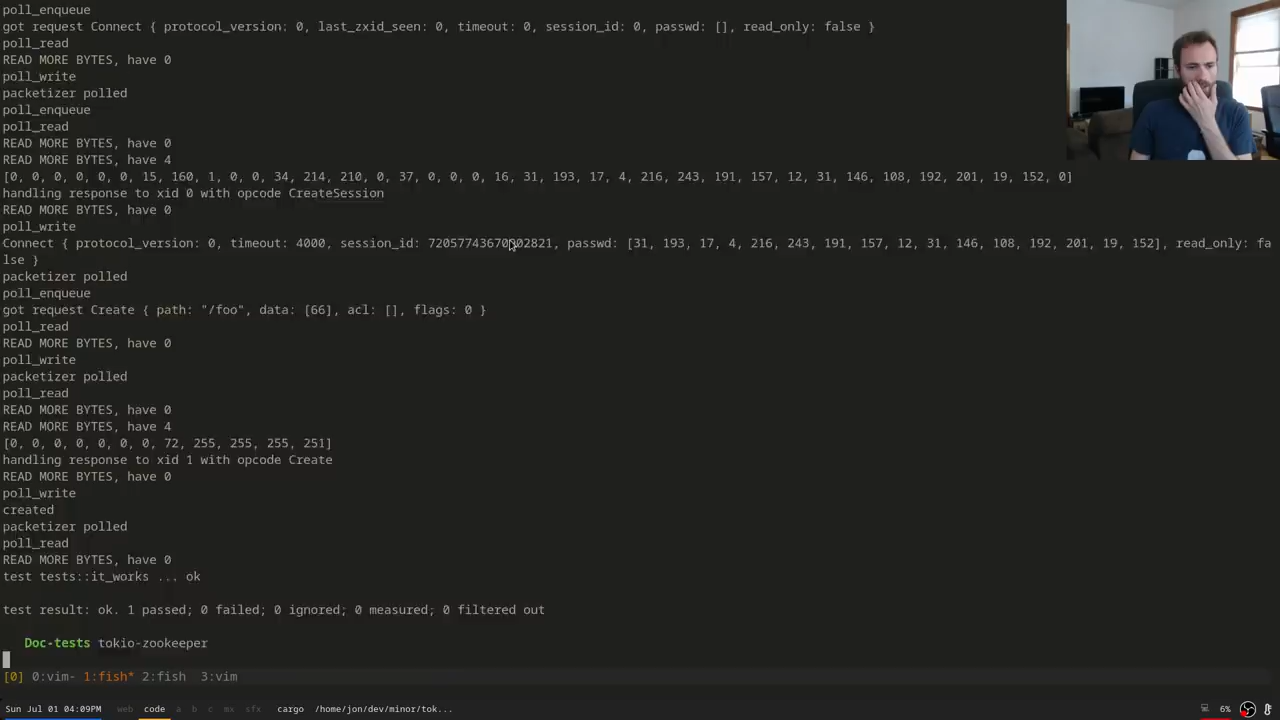 poll_enqueue
got request Connect { protocol_version: 0, last_zxid_seen: 0, timeout: 0, session_id: 0, passwd: [], read_only: false }
poll_read
READ MORE BYTES, have 0
poll_write
packetizer polled
poll_enqueue
poll_read
READ MORE BYTES, have 0
READ MORE BYTES, have 4
[0, 0, 0, 0, 0, 0, 15, 160, 1, 0, 0, 34, 214, 210, 0, 37, 0, 0, 0, 16, 31, 193, 17, 4, 216, 243, 191, 157, 12, 31, 146, 108, 192, 201, 19, 152, 0]
handling response to xid 0 with opcode CreateSession
READ MORE BYTES, have 0
poll_write
Connect { protocol_version: 0, timeout: 4000, session_id: 72057743670002821, passwd: [31, 193, 17, 4, 216, 243, 191, 157, 12, 31, 146, 108, 192, 201, 19, 152], read_only: fa
lse }
packetizer polled
poll_enqueue
got request Create { path: "/foo", data: [66], acl: [], flags: 0 }
poll_read
READ MORE BYTES, have 0
poll_write
packetizer polled
poll_read
READ MORE BYTES, have 0
READ MORE BYTES, have 4
[0, 0, 0, 0, 0, 0, 0, 72, 255, 255, 255, 251]
handling response to xid 1 with opcode Create
READ MORE BYTES, have 0
poll_write
created
packetizer polled
poll_read
READ MORE BYTES, have 0
test tests::it_works ... ok
test result: ok. 1 passed; 0 failed; 0 ignored; 0 measured; 0 filtered out
Doc-tests tokio-zookeeper
[0] 0:vim- 1:fish* 2:fish 3:vim
Sun Jul 01 04:09PM web code a b c mx sfx cargo /home/jon/dev/minor/tok... 6%